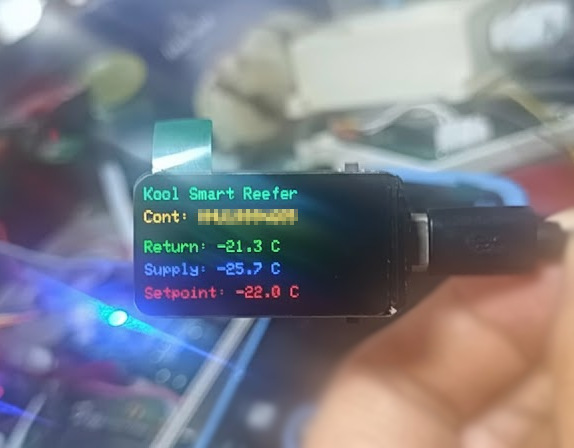 Kool Smart Reefer
Cont:
Return: -21.3 C
Supply: -25.7 C
Setpoint: -22.0 C